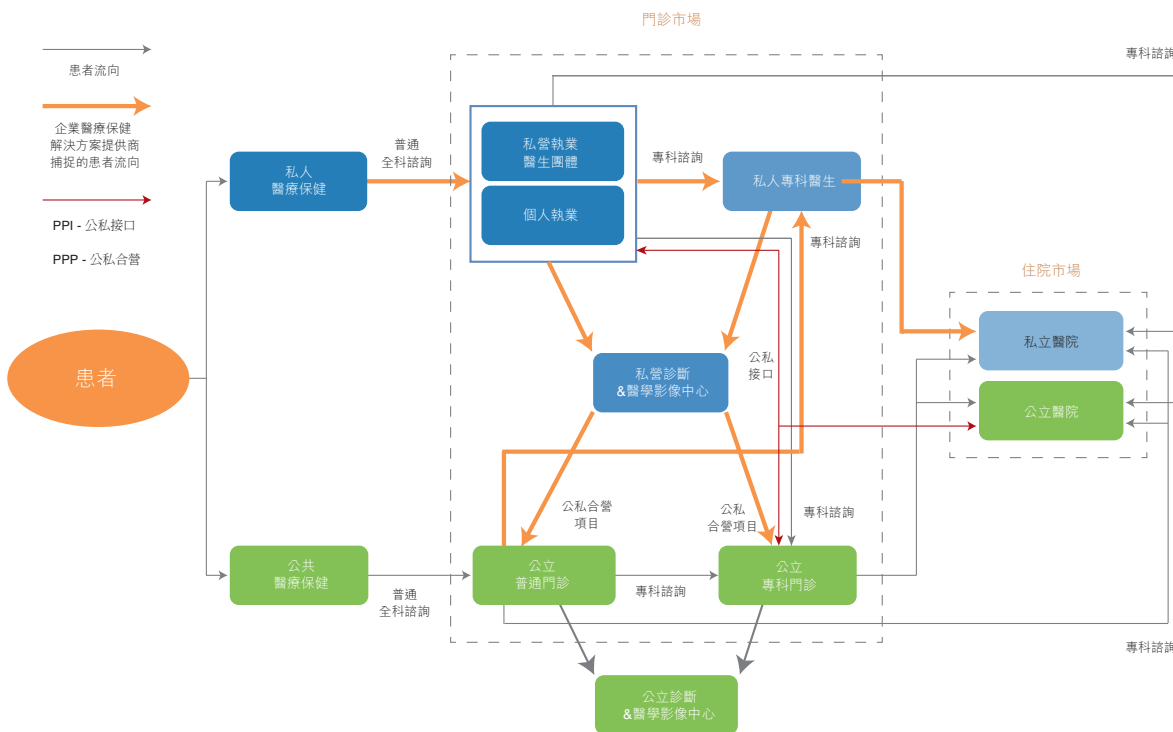 門診市場
專科諮詢
患者流向
企業醫療保健
解決方案提供商
捕捉的患者流向
PPI - 公私接口
PPP - 公私合營
患者
私人
醫療保健
普通
全科諮詢
私營執業
醫生團體
個人執業
專科諮詢
私人專科醫生
專科諮詢
住院市場
私立醫院
公立醫院
公私
接口
私營診斷
&醫學影像中心
公私合營
項目
公私
合營項目
專科諮詢
公共
醫療保健
普通
全科諮詢
公立
普通門診
專科諮詢
公立
專科門診
專科諮詢
公立診斷
&醫學影像中心